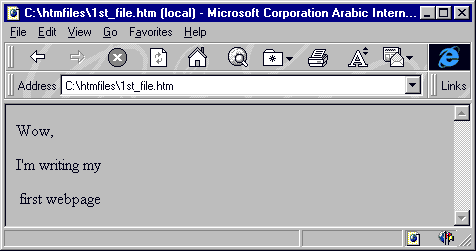 C:\htmfiles\1st_file.htm (local) - Microsoft Corporation Arabic Intern...
File Edit View Go Favorites Help
Address C:\htmfiles\1st_file.htm Links
Wow,
I'm writing my
first webpage